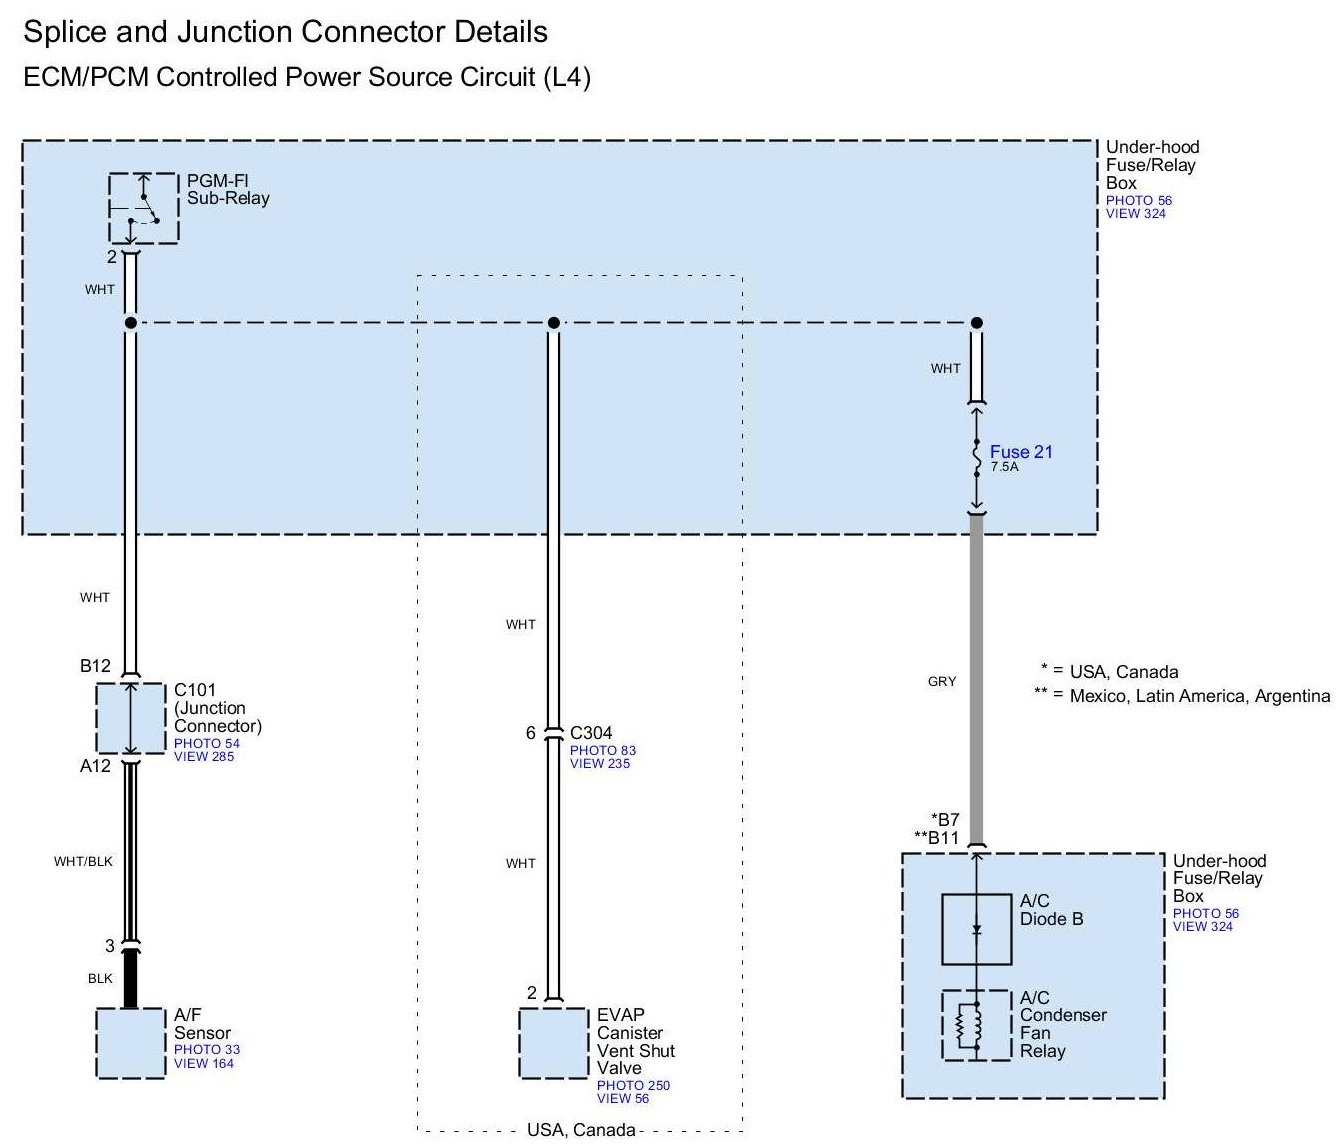 Splice and Junction Connector Details
ECM/PCM Controlled Power Source Circuit (L4)
Under-hood
Fuse/Relay
Box
PHOTO 56
VIEW 324
PGM-FI
Sub-Relay
2
WHT
WHT
Fuse 21
7.5A
WHT
WHT
GRY
* = USA, Canada
** = Mexico, Latin America, Argentina
B12
C101
(Junction
Connector)
PHOTO 54
VIEW 285
A12
6
C304
PHOTO 83
VIEW 235
*B7
**B11
WHT/BLK
WHT
Under-hood
Fuse/Relay
Box
PHOTO 56
VIEW 324
A/C
Diode B
3
BLK
2
A/F
Sensor
PHOTO 33
VIEW 164
EVAP
Canister
Vent Shut
Valve
PHOTO 250
VIEW 56
A/C
Condenser
Fan
Relay
USA, Canada